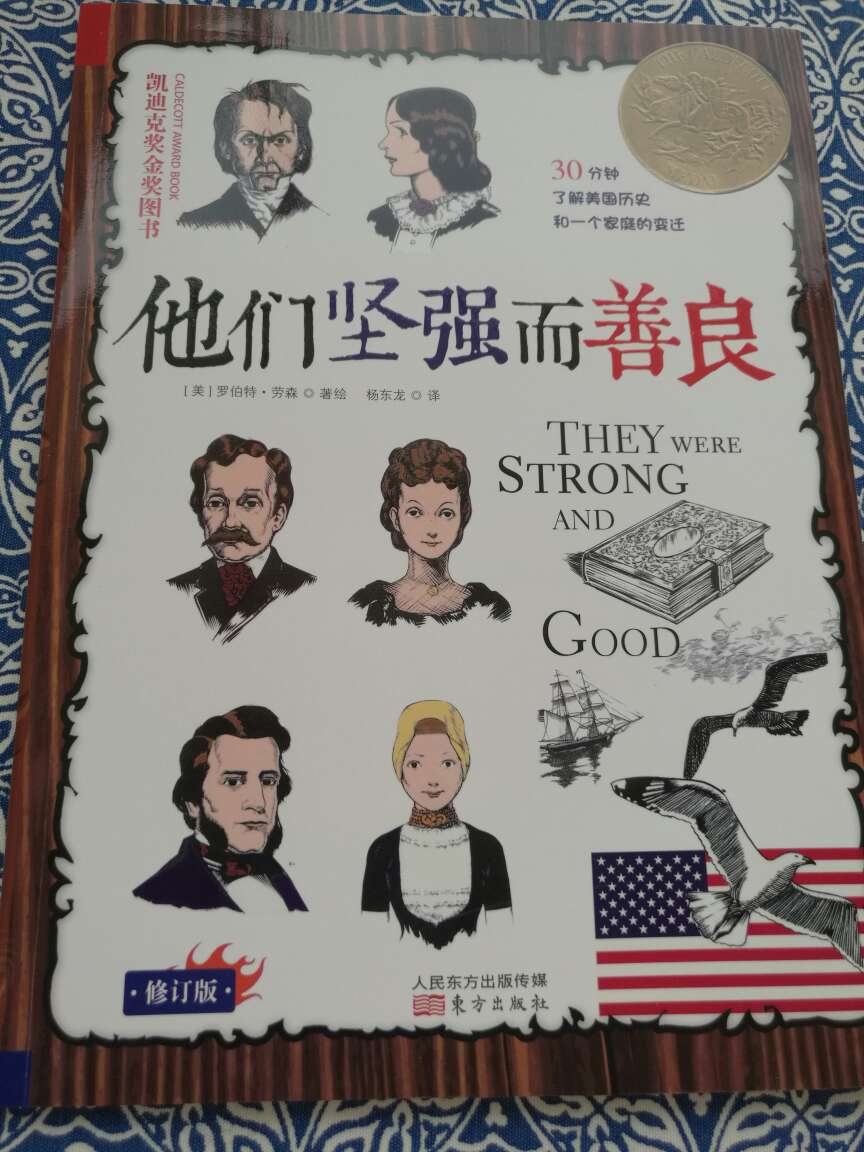 凯迪克奖金奖图书
CALDECOTT AWARD BOOK
30分钟
了解美国历史
和一个家庭的变迁
他们坚强而善良
[美]罗伯特·劳森◎著绘 杨东龙◎译
THEY WERE
STRONG
AND
GOOD
·修订版·
人民东方出版传媒
东方出版社